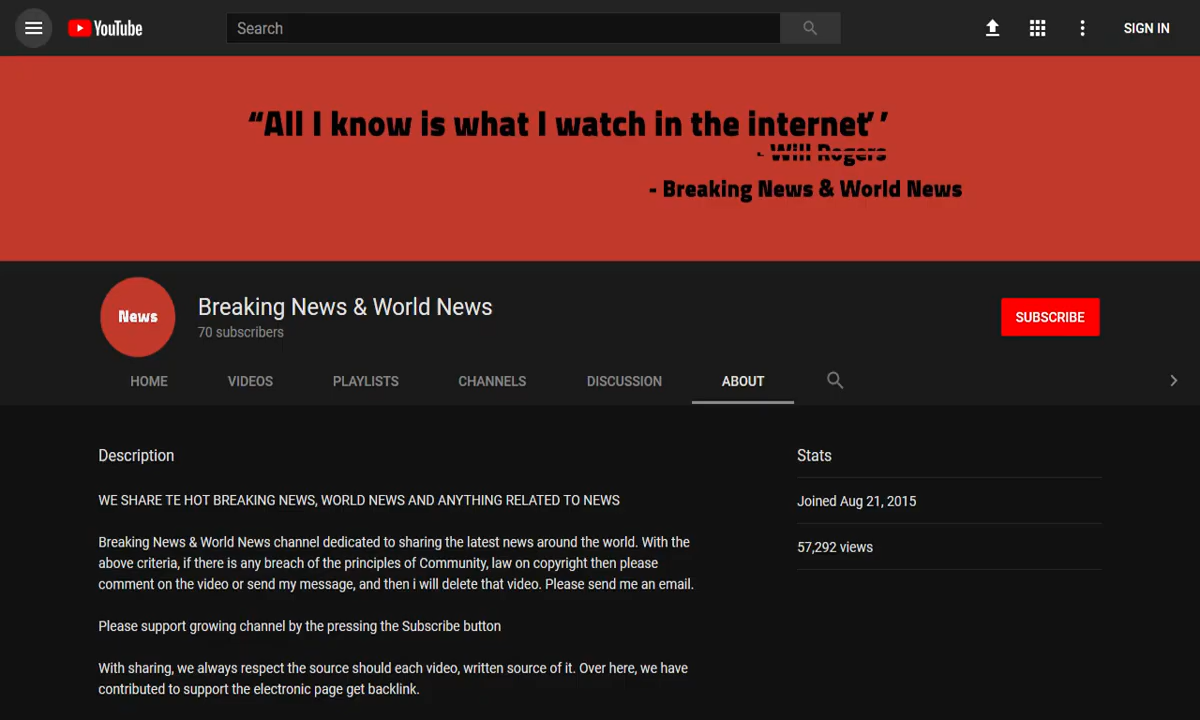 YouTube
Search
SIGN IN
“All I know is what I watch in the internet’’
- Will Rogers
- Breaking News & World News
News
Breaking News & World News
70 subscribers
SUBSCRIBE
HOME VIDEOS PLAYLISTS CHANNELS DISCUSSION ABOUT
Description
WE SHARE TE HOT BREAKING NEWS, WORLD NEWS AND ANYTHING RELATED TO NEWS
Breaking News & World News channel dedicated to sharing the latest news around the world. With the
above criteria, if there is any breach of the principles of Community, law on copyright then please
comment on the video or send my message, and then i will delete that video. Please send me an email.
Please support growing channel by the pressing the Subscribe button
With sharing, we always respect the source should each video, written source of it. Over here, we have
contributed to support the electronic page get backlink.
Stats
Joined Aug 21, 2015
57,292 views